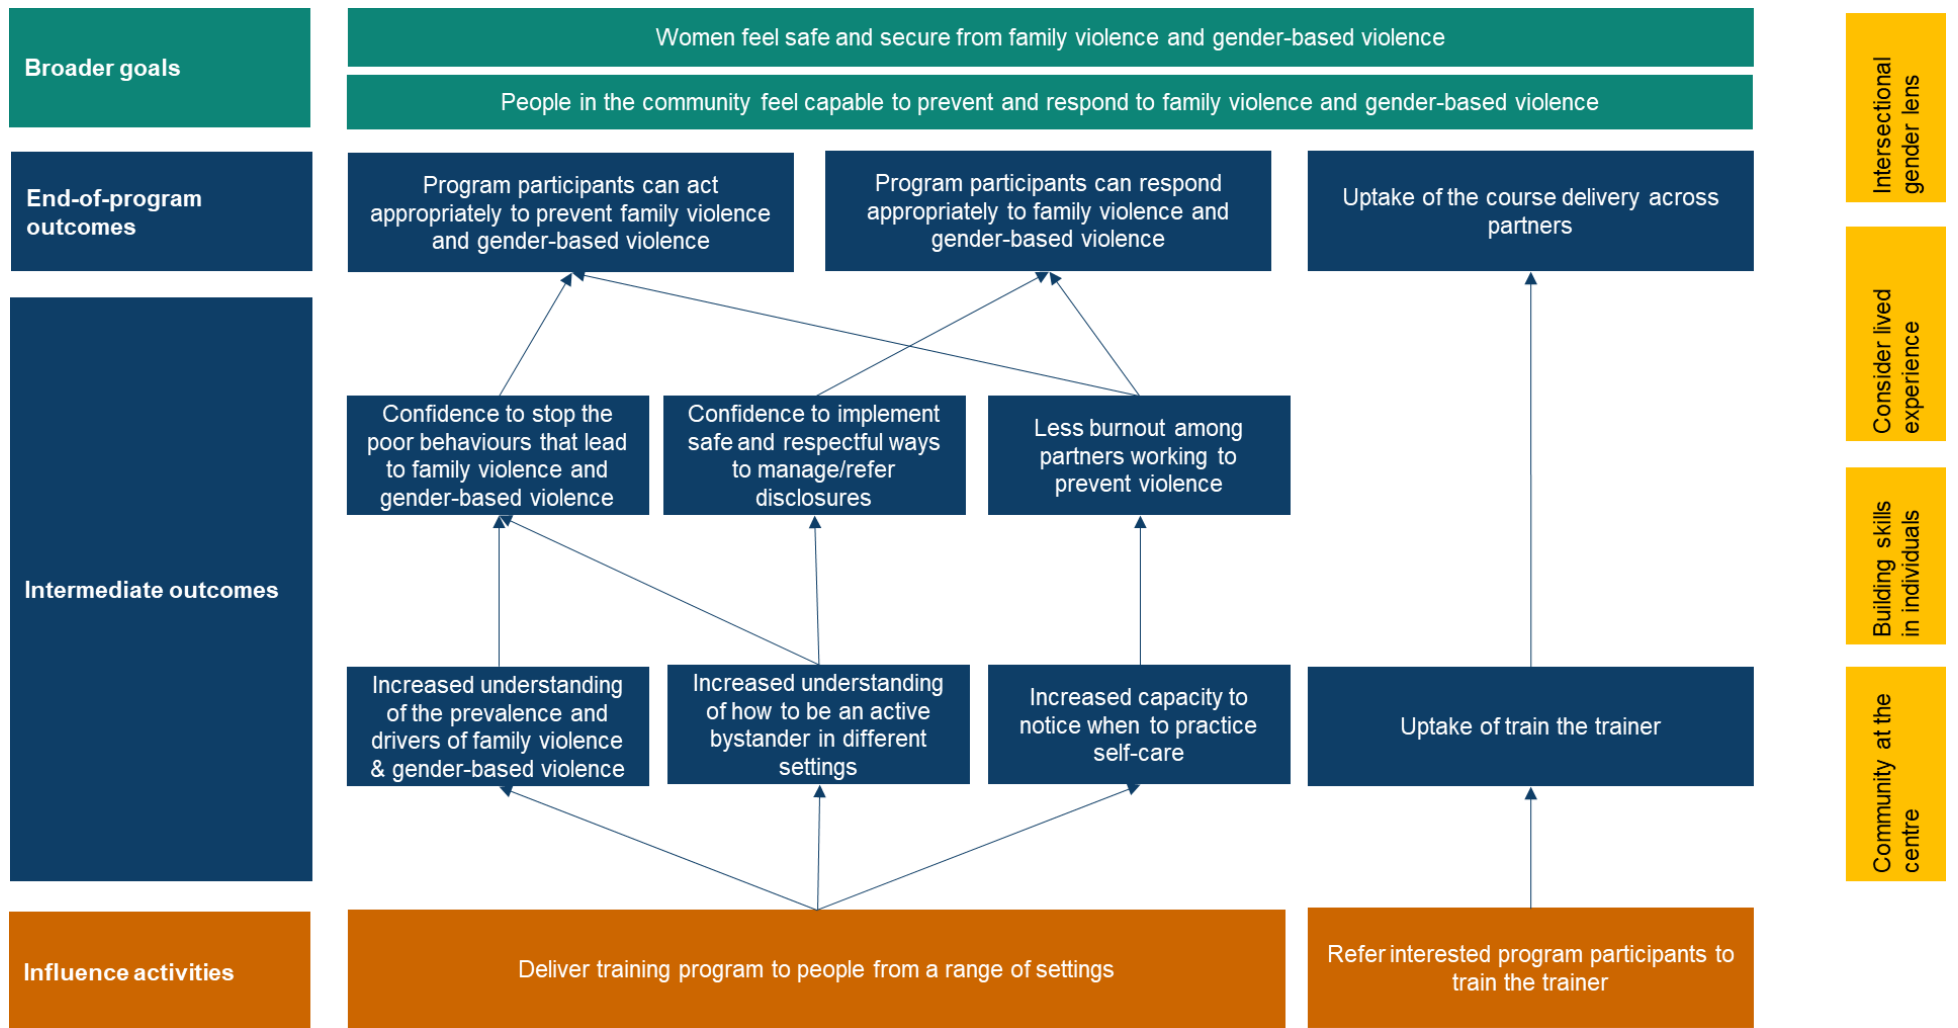 Broader goals
Women feel safe and secure from family violence and gender-based violence
People in the community feel capable to prevent and respond to family violence and gender-based violence
End-of-program
outcomes
Program participants can act
appropriately to prevent family violence
and gender-based violence
Program participants can respond
appropriately to family violence and
gender-based violence
Uptake of the course delivery across
partners
Intermediate outcomes
Confidence to stop the
poor behaviours that lead
to family violence and
gender-based violence
Confidence to implement
safe and respectful ways
to manage/refer
disclosures
Less burnout among
partners working to
prevent violence
Increased understanding
of the prevalence and
drivers of family violence
& gender-based violence
Increased understanding
of how to be an active
bystander in different
settings
Increased capacity to
notice when to practice
self-care
Uptake of train the trainer
Influence activities
Deliver training program to people from a range of settings
Refer interested program participants to
train the trainer
Intersectional
gender lens
Consider lived
experience
Building skills
in individuals
Community at the
centre